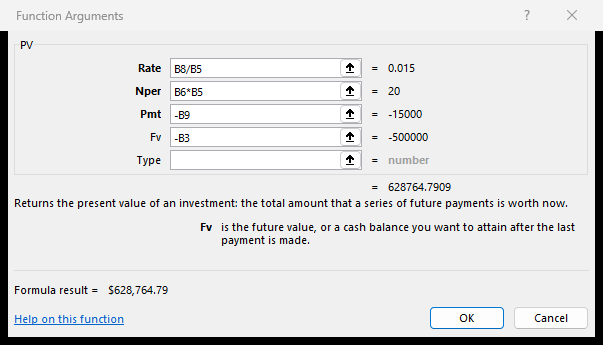 Function Arguments ? ×
PV
Rate B8/B5 = 0.015
Nper B6*B5 = 20
Pmt -B9 = -15000
Fv -B3 = -500000
Type = number
= 628764.7909
Returns the present value of an investment: the total amount that a series of future payments is worth now.
Fv is the future value, or a cash balance you want to attain after the last
payment is made.
Formula result = $628,764.79
Help on this function OK Cancel